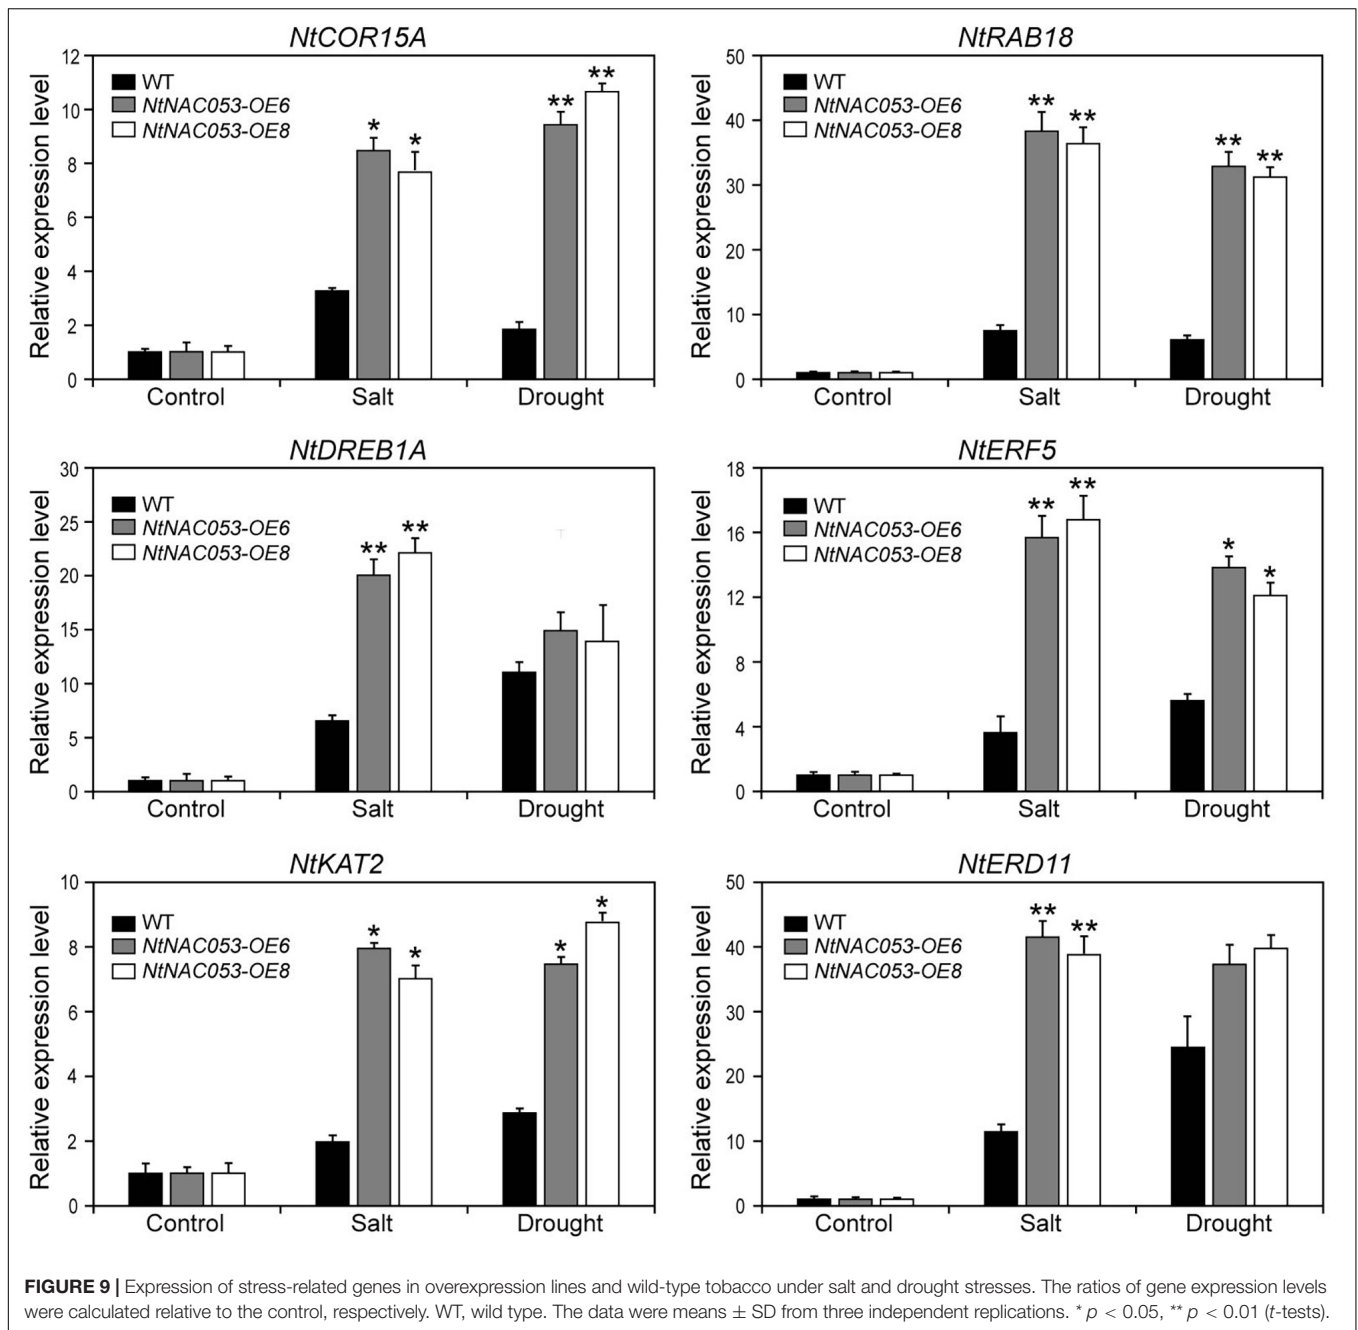 NtCOR15A
12
10
8
6
4
2
0
Relative expression level
WT
NtNAC053-OE6
NtNAC053-OE8
*
*
**
**
Control
Salt
Drought
NtRAB18
50
40
30
20
10
0
Relative expression level
WT
NtNAC053-OE6
NtNAC053-OE8
**
**
**
**
Control
Salt
Drought
NtDREB1A
30
25
20
15
10
5
0
Relative expression level
WT
NtNAC053-OE6
NtNAC053-OE8
**
**
Control
Salt
Drought
NtERF5
18
16
12
8
4
0
Relative expression level
WT
NtNAC053-OE6
NtNAC053-OE8
**
**
*
*
Control
Salt
Drought
NtKAT2
10
8
6
4
2
0
Relative expression level
WT
NtNAC053-OE6
NtNAC053-OE8
*
*
*
*
Control
Salt
Drought
NtERD11
50
40
30
20
10
0
Relative expression level
WT
NtNAC053-OE6
NtNAC053-OE8
**
**
Control
Salt
Drought
FIGURE 9 | Expression of stress-related genes in overexpression lines and wild-type tobacco under salt and drought stresses. The ratios of gene expression levels
were calculated relative to the control, respectively. WT, wild type. The data were means ± SD from three independent replications. * p < 0.05, ** p < 0.01 (t-tests).